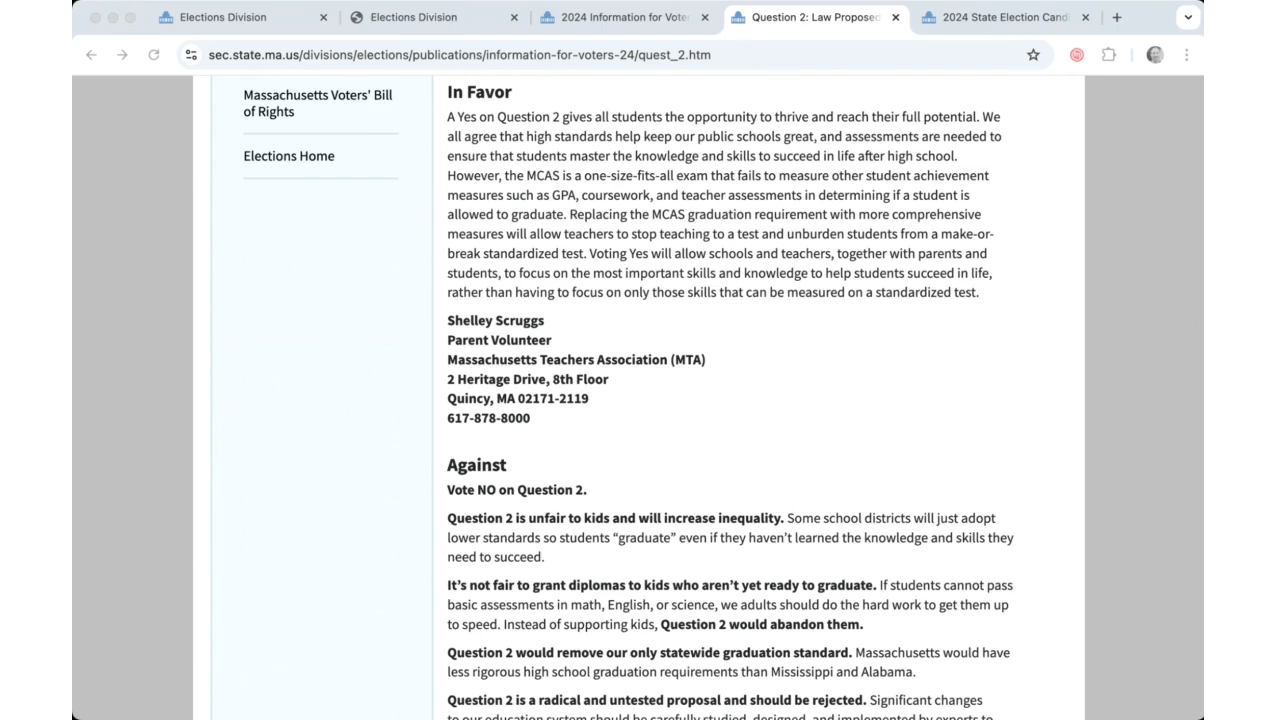 Elections Division
Elections Division
2024 Information for Voter
Question 2: Law Proposed
2024 State Election Candi
sec.state.ma.us/divisions/elections/publications/information-for-voters-24/quest_2.htm
Massachusetts Voters' Bill
of Rights
Elections Home
In Favor
A Yes on Question 2 gives all students the opportunity to thrive and reach their full potential. We
all agree that high standards help keep our public schools great, and assessments are needed to
ensure that students master the knowledge and skills to succeed in life after high school.
However, the MCAS is a one-size-fits-all exam that fails to measure other student achievement
measures such as GPA, coursework, and teacher assessments in determining if a student is
allowed to graduate. Replacing the MCAS graduation requirement with more comprehensive
measures will allow teachers to stop teaching to a test and unburden students from a make-or-
break standardized test. Voting Yes will allow schools and teachers, together with parents and
students, to focus on the most important skills and knowledge to help students succeed in life,
rather than having to focus on only those skills that can be measured on a standardized test.
Shelley Scruggs
Parent Volunteer
Massachusetts Teachers Association (MTA)
2 Heritage Drive, 8th Floor
Quincy, MA 02171-2119
617-878-8000
Against
Vote NO on Question 2.
Question 2 is unfair to kids and will increase inequality. Some school districts will just adopt
lower standards so students “graduate” even if they haven’t learned the knowledge and skills they
need to succeed.
It’s not fair to grant diplomas to kids who aren’t yet ready to graduate. If students cannot pass
basic assessments in math, English, or science, we adults should do the hard work to get them up
to speed. Instead of supporting kids, Question 2 would abandon them.
Question 2 would remove our only statewide graduation standard. Massachusetts would have
less rigorous high school graduation requirements than Mississippi and Alabama.
Question 2 is a radical and untested proposal and should be rejected. Significant changes
to our education system should be carefully studied, designed, and implemented by experts to